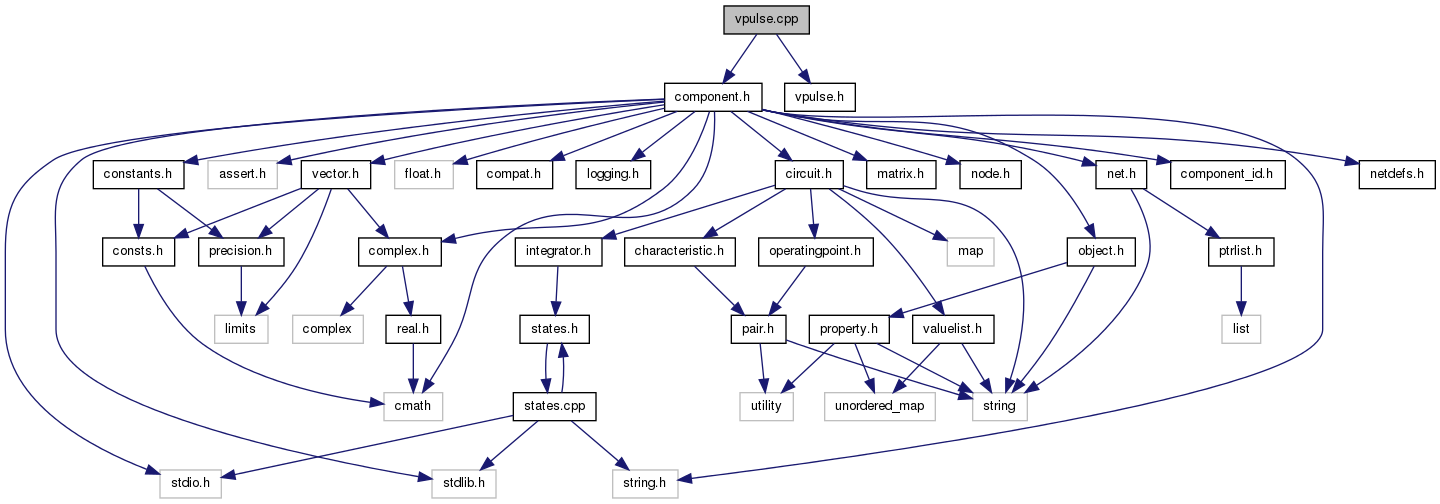 vpulse.cpp
component.h
vpulse.h
constants.h
assert.h
vector.h
float.h
compat.h
logging.h
circuit.h
matrix.h
node.h
net.h
component_id.h
netdefs.h
consts.h
precision.h
complex.h
integrator.h
characteristic.h
operatingpoint.h
map
object.h
ptrlist.h
limits
complex
real.h
states.h
pair.h
property.h
valuelist.h
list
cmath
states.cpp
utility
unordered_map
string
stdio.h
stdlib.h
string.h